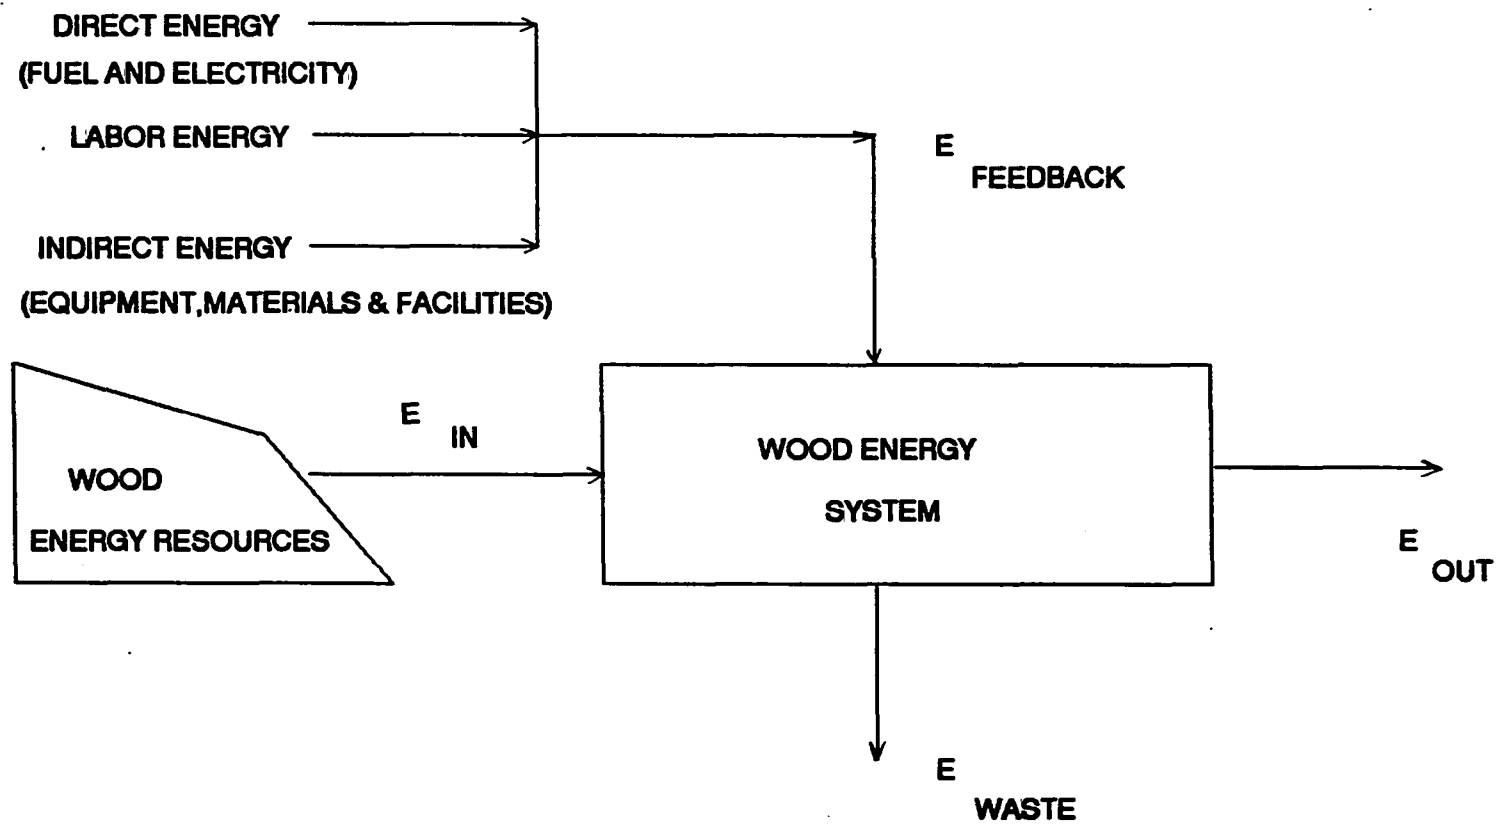 DIRECT ENERGY
(FUEL AND ELECTRICITY)
LABOR ENERGY
INDIRECT ENERGY
(EQUIPMENT,MATERIALS & FACILITIES)
E
FEEDBACK
WOOD
ENERGY RESOURCES
E
IN
WOOD ENERGY
SYSTEM
E
OUT
E
WASTE